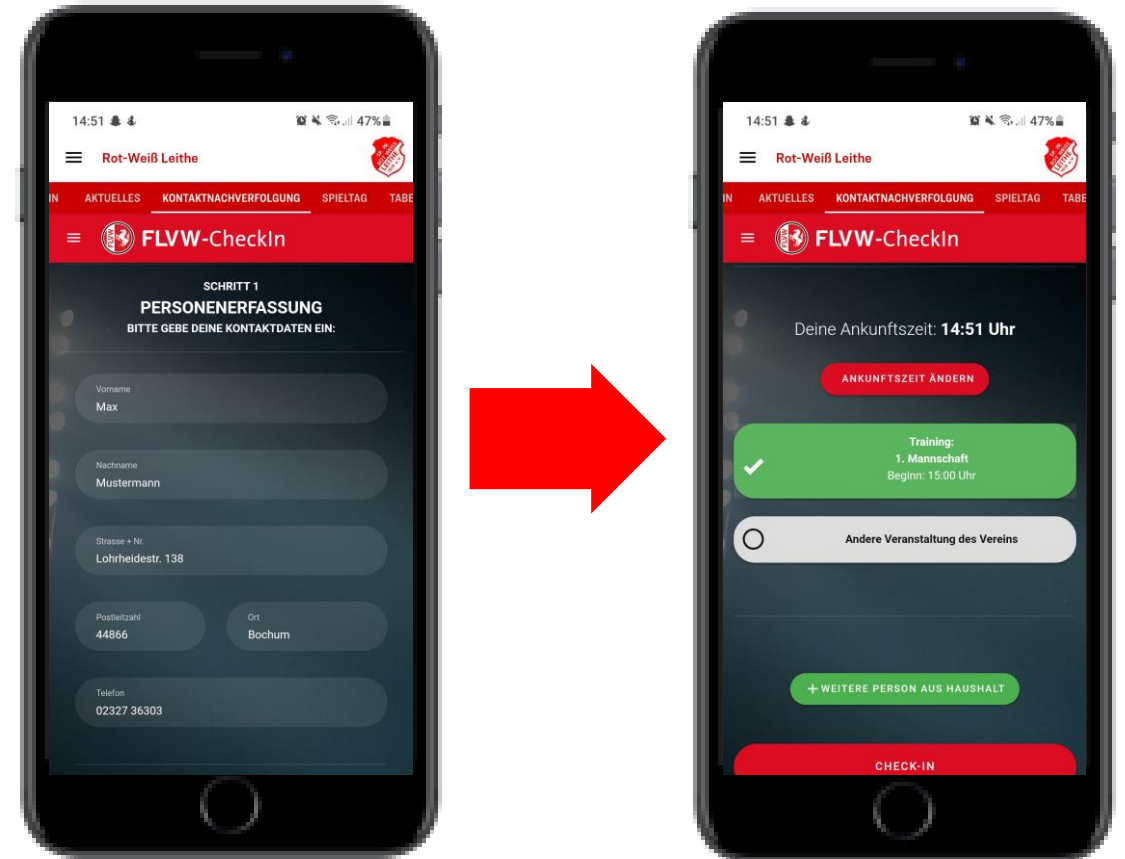 14:51 47%
Rot-Weiß Leithe
IN AKTUELLES KONTAKTNACHVERFOLGUNG SPIELTAG TABE
FLVW FLVW-CheckIn
SCHRITT 1
PERSONENERFASSUNG
BITTE GEBE DEINE KONTAKTDATEN EIN:
Vorname
Max
Nachname
Mustermann
Strasse + Nr.
Lohrheidestr. 138
Postleitzahl Ort
44866 Bochum
Telefon
02327 36303
14:51 47%
Rot-Weiß Leithe
IN AKTUELLES KONTAKTNACHVERFOLGUNG SPIELTAG TABE
FLVW FLVW-CheckIn
Deine Ankunftszeit: 14:51 Uhr
ANKUNFTSZEIT ÄNDERN
Training:
1. Mannschaft
Beginn: 15:00 Uhr
Andere Veranstaltung des Vereins
+ WEITERE PERSON AUS HAUSHALT
CHECK-IN